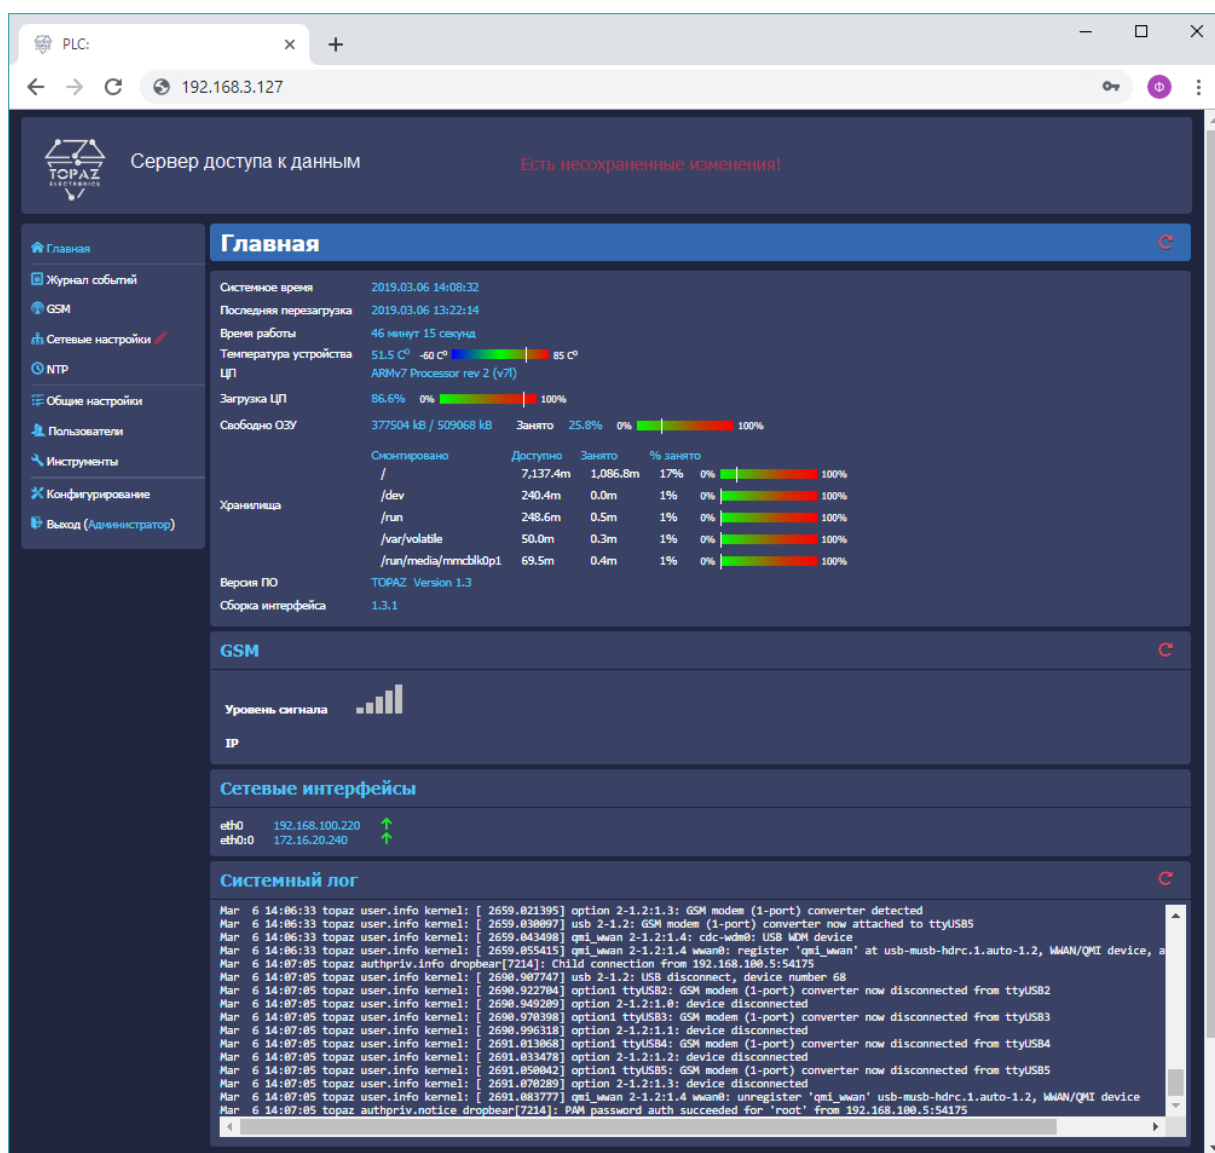 PLC:
192.168.3.127
Ф
TOPAZ
ELECTRONICS
Сервер доступа к данным
Есть несохраненные изменения!
Главная
Журнал событий
GSM
Сетевые настройки
NTP
Общие настройки
Пользователи
Инструменты
Конфигурирование
Выход (Администратор)
Главная
Системное время 2019.03.06 14:08:32
Последняя перезагрузка 2019.03.06 13:22:14
Время работы 46 минут 15 секунд
Температура устройства 51.5 C⁰ -60 C⁰ 85 C⁰
ЦП ARMv7 Processor rev 2 (v7l)
Загрузка ЦП 86.6% 0% 100%
Свободно ОЗУ 377504 kB / 509068 kB Занято 25.8% 0% 100%
Хранилища
Смонтировано Доступно Занято % занято
/ 7,137.4m 1,086.8m 17% 0% 100%
/dev 240.4m 0.0m 1% 0% 100%
/run 248.6m 0.5m 1% 0% 100%
/var/volatile 50.0m 0.3m 1% 0% 100%
/run/media/mmcblk0p1 69.5m 0.4m 1% 0% 100%
Версия ПО TOPAZ Version 1.3
Сборка интерфейса 1.3.1
GSM
Уровень сигнала
IP
Сетевые интерфейсы
eth0 192.168.100.220
eth0:0 172.16.20.240
Системный лог
Mar 6 14:06:33 topaz user.info kernel: [ 2659.021395] option 2-1.2:1.3: GSM modem (1-port) converter detected
Mar 6 14:06:33 topaz user.info kernel: [ 2659.030097] usb 2-1.2: GSM modem (1-port) converter now attached to ttyUSB5
Mar 6 14:06:33 topaz user.info kernel: [ 2659.043498] qmi_wwan 2-1.2:1.4: cdc-wdm0: USB WDM device
Mar 6 14:06:33 topaz user.info kernel: [ 2659.055415] qmi_wwan 2-1.2:1.4 wwan0: register 'qmi_wwan' at usb-musb-hdrc.1.auto-1.2, WWAN/QMI device, a
Mar 6 14:07:05 topaz authpriv.info dropbear[7214]: Child connection from 192.168.100.5:54175
Mar 6 14:07:05 topaz user.info kernel: [ 2690.907747] usb 2-1.2: USB disconnect, device number 68
Mar 6 14:07:05 topaz user.info kernel: [ 2690.922704] option1 ttyUSB2: GSM modem (1-port) converter now disconnected from ttyUSB2
Mar 6 14:07:05 topaz user.info kernel: [ 2690.949209] option 2-1.2:1.0: device disconnected
Mar 6 14:07:05 topaz user.info kernel: [ 2690.970398] option1 ttyUSB3: GSM modem (1-port) converter now disconnected from ttyUSB3
Mar 6 14:07:05 topaz user.info kernel: [ 2690.996318] option 2-1.2:1.1: device disconnected
Mar 6 14:07:05 topaz user.info kernel: [ 2691.013068] option1 ttyUSB4: GSM modem (1-port) converter now disconnected from ttyUSB4
Mar 6 14:07:05 topaz user.info kernel: [ 2691.033478] option 2-1.2:1.2: device disconnected
Mar 6 14:07:05 topaz user.info kernel: [ 2691.050042] option1 ttyUSB5: GSM modem (1-port) converter now disconnected from ttyUSB5
Mar 6 14:07:05 topaz user.info kernel: [ 2691.070289] option 2-1.2:1.3: device disconnected
Mar 6 14:07:05 topaz user.info kernel: [ 2691.083777] qmi_wwan 2-1.2:1.4 wwan0: unregister 'qmi_wwan' usb-musb-hdrc.1.auto-1.2, WWAN/QMI device
Mar 6 14:07:05 topaz authpriv.notice dropbear[7214]: PAM password auth succeeded for 'root' from 192.168.100.5:54175